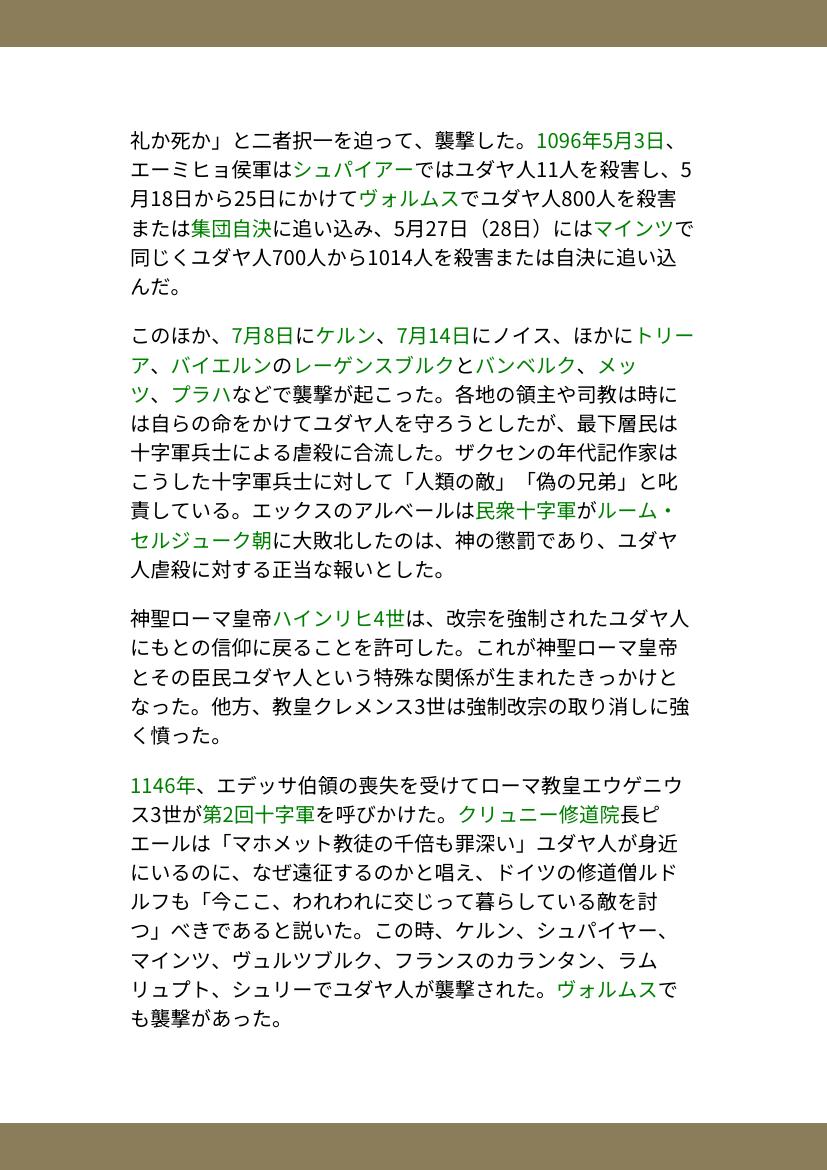 礼か死か」と二者択一を迫って、襲撃した。1096年5月3日、
エーミヒョ侯軍はシュパイアーではユダヤ人11人を殺害し、5
月18日から25日にかけてヴォルムスでユダヤ人800人を殺害
または集団自決に追い込み、5月27日（28日）にはマインツで
同じくユダヤ人700人から1014人を殺害または自決に追い込
んだ。
このほか、7月8日にケルン、7月14日にノイス、ほかにトリー
ア、バイエルンのレーゲンスブルクとバンベルク、メッ
ツ、プラハなどで襲撃が起こった。各地の領主や司教は時に
は自らの命をかけてユダヤ人を守ろうとしたが、最下層民は
十字軍兵士による虐殺に合流した。ザクセンの年代記作家は
こうした十字軍兵士に対して「人類の敵」「偽の兄弟」と叱
責している。エックスのアルベールは民衆十字軍がルーム・
セルジューク朝に大敗北したのは、神の懲罰であり、ユダヤ
人虐殺に対する正当な報いとした。
神聖ローマ皇帝ハインリヒ4世は、改宗を強制されたユダヤ人
にもとの信仰に戻ることを許可した。これが神聖ローマ皇帝
とその臣民ユダヤ人という特殊な関係が生まれたきっかけと
なった。他方、教皇クレメンス3世は強制改宗の取り消しに強
く憤った。
1146年、エデッサ伯領の喪失を受けてローマ教皇エウゲニウ
ス3世が第2回十字軍を呼びかけた。クリュニー修道院長ピ
エールは「マホメット教徒の千倍も罪深い」ユダヤ人が身近
にいるのに、なぜ遠征するのかと唱え、ドイツの修道僧ルド
ルフも「今ここ、われわれに交じって暮らしている敵を討
つ」べきであると説いた。この時、ケルン、シュパイヤー、
マインツ、ヴュルツブルク、フランスのカランタン、ラム
リュプト、シュリーでユダヤ人が襲撃された。ヴォルムスで
も襲撃があった。